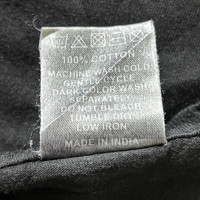 100% COTTON
MACHINE WASH COLD
GENTLE CYCLE
DARK COLOR WASH
SEPARATELY
DO NOT BLEACH
TUMBLE DRY
LOW IRON
MADE IN INDIA